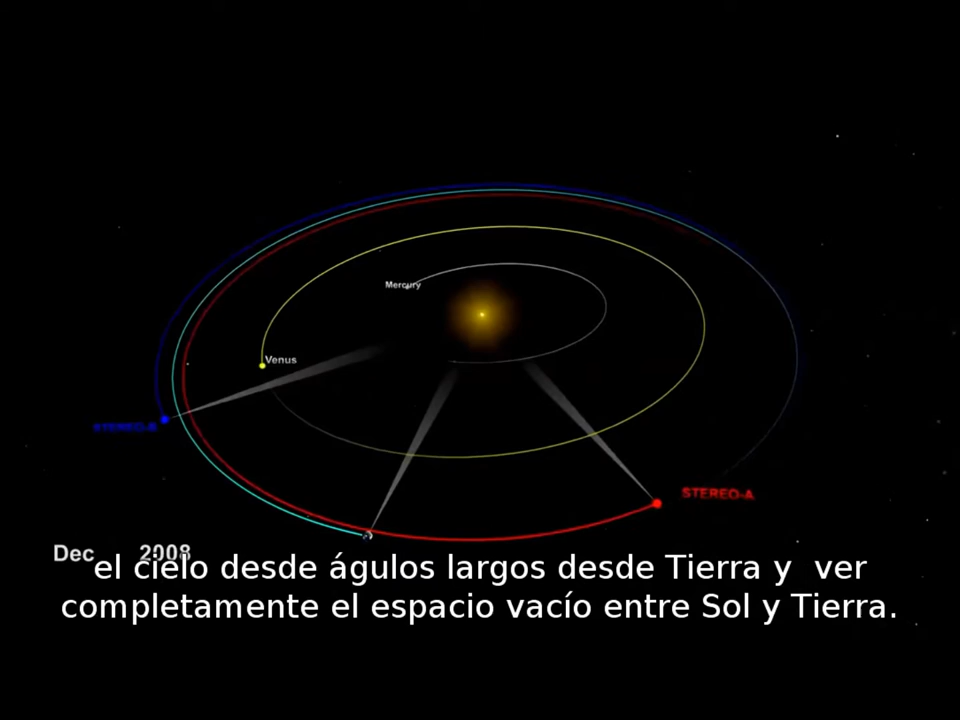 Mercury
Venus
STEREO-B
STEREO-A
Dec 2008
el cielo desde águlos largos desde Tierra y  ver
completamente el espacio vacío entre Sol y Tierra.